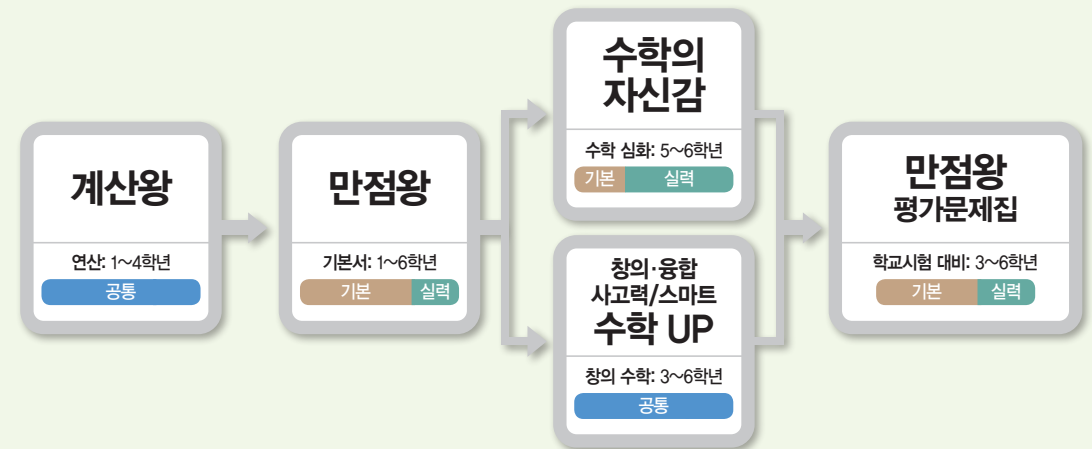 계산왕
연산: 1~4학년
공통
만점왕
기본서: 1~6학년
기본 실력
수학의
자신감
수학 심화: 5~6학년
기본 실력
창의·융합
사고력/스마트
수학 UP
창의 수학: 3~6학년
공통
만점왕
평가문제집
학교시험 대비: 3~6학년
기본 실력